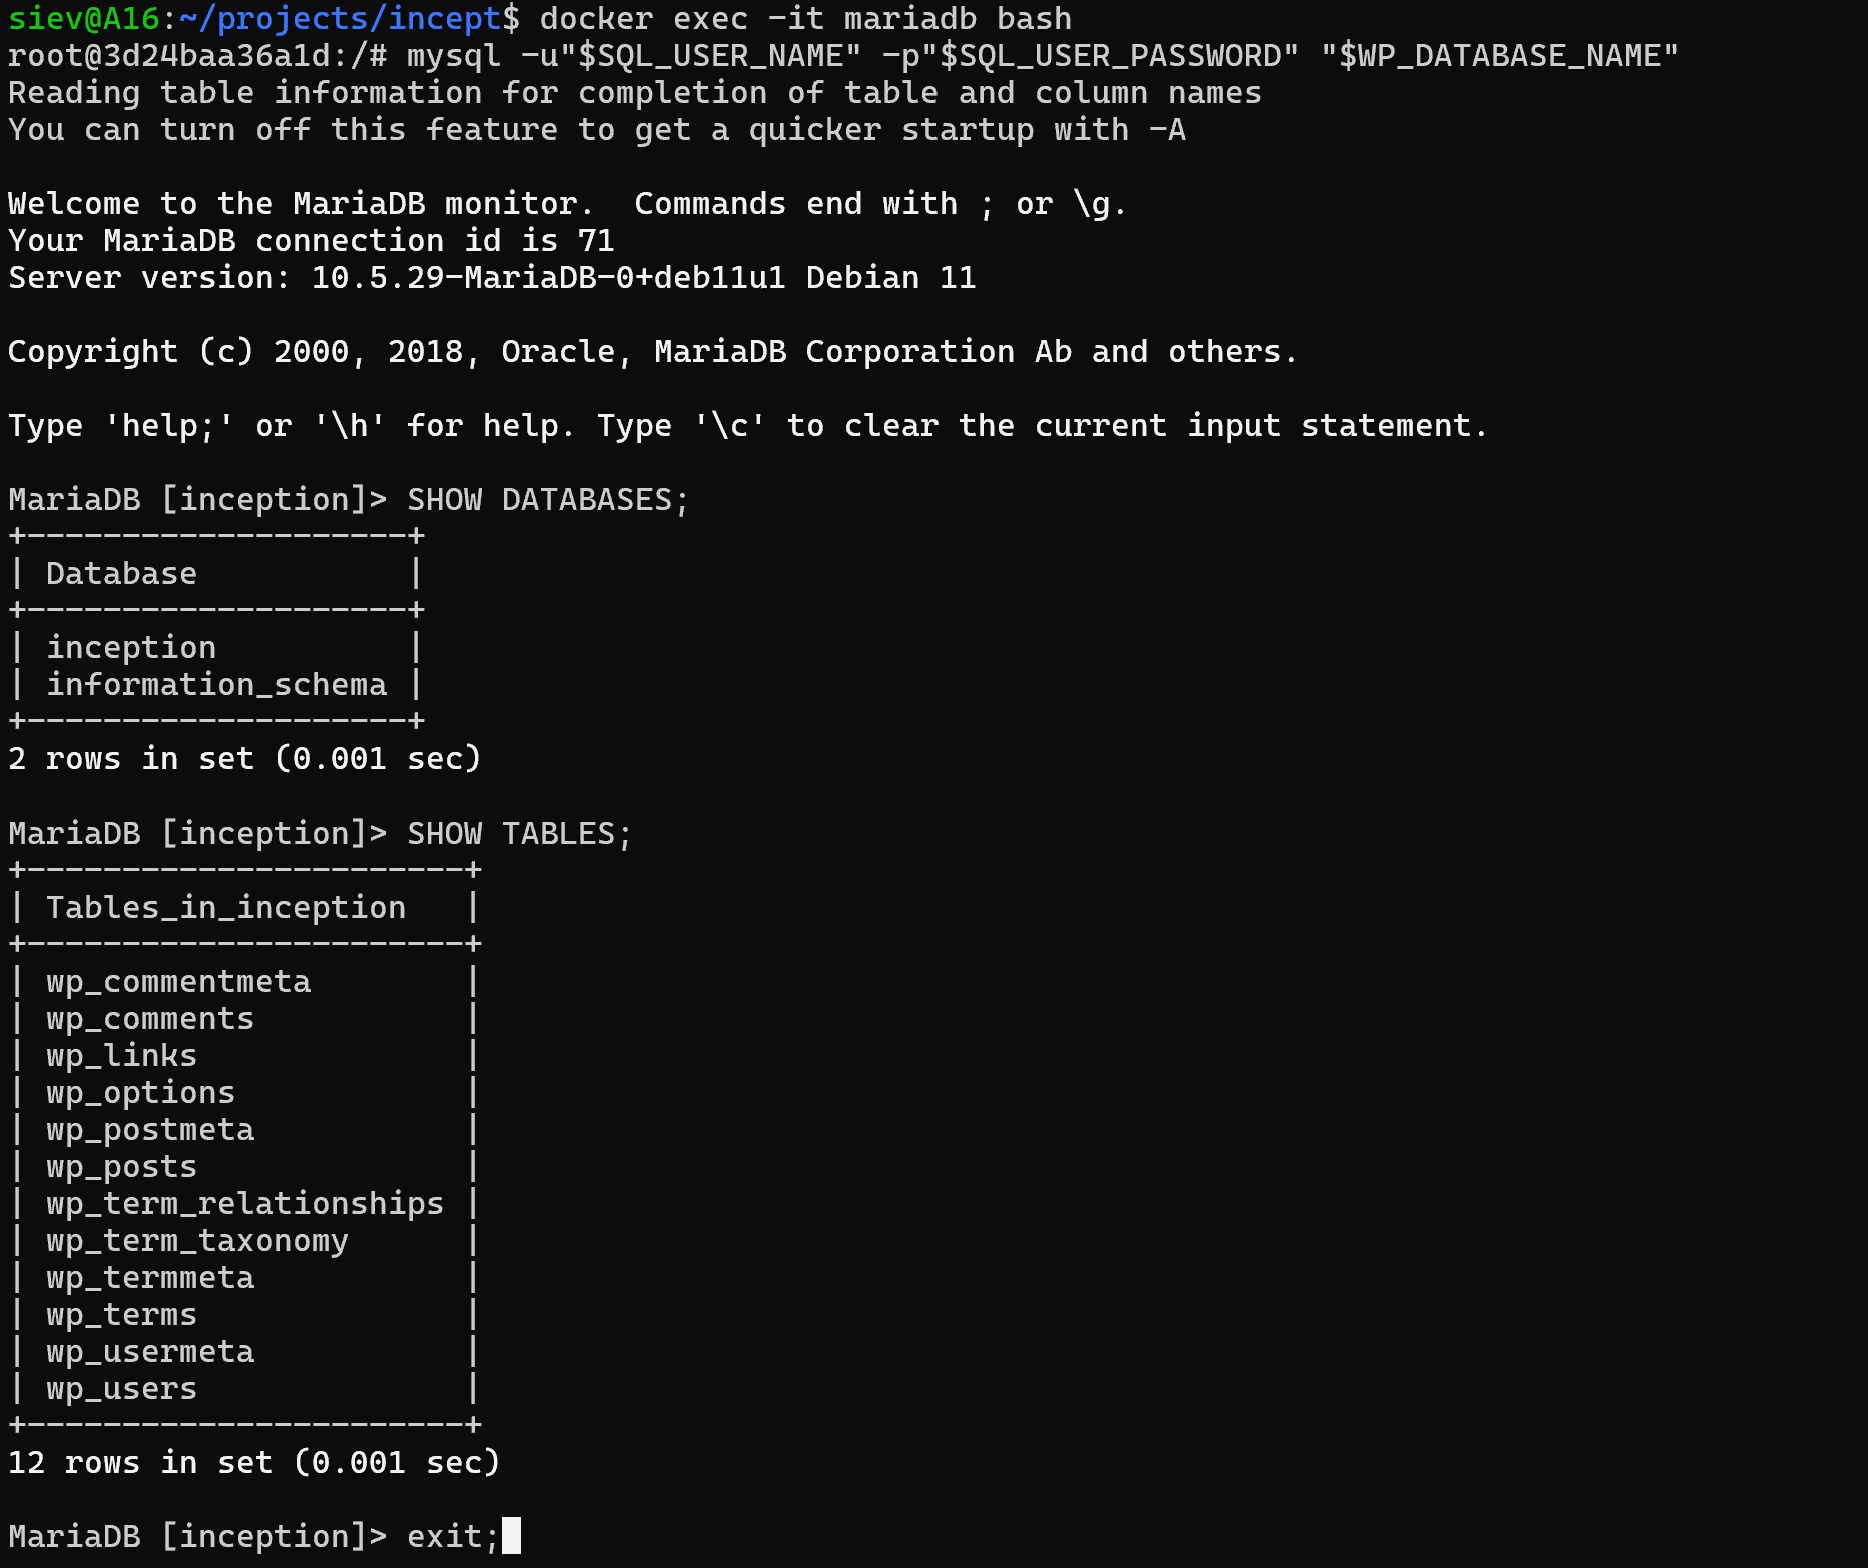 siev@A16:~/projects/incept$ docker exec -it mariadb bash
root@3d24baa36a1d:/# mysql -u"$SQL_USER_NAME" -p"$SQL_USER_PASSWORD" "$WP_DATABASE_NAME"
Reading table information for completion of table and column names
You can turn off this feature to get a quicker startup with -A

Welcome to the MariaDB monitor.  Commands end with ; or \g.
Your MariaDB connection id is 71
Server version: 10.5.29-MariaDB-0+deb11u1 Debian 11

Copyright (c) 2000, 2018, Oracle, MariaDB Corporation Ab and others.

Type 'help;' or '\h' for help. Type '\c' to clear the current input statement.

MariaDB [inception]> SHOW DATABASES;
+--------------------+
| Database           |
+--------------------+
| inception          |
| information_schema |
+--------------------+
2 rows in set (0.001 sec)

MariaDB [inception]> SHOW TABLES;
+-----------------------+
| Tables_in_inception   |
+-----------------------+
| wp_commentmeta        |
| wp_comments           |
| wp_links              |
| wp_options            |
| wp_postmeta           |
| wp_posts              |
| wp_term_relationships |
| wp_term_taxonomy      |
| wp_termmeta           |
| wp_terms              |
| wp_usermeta           |
| wp_users              |
+-----------------------+
12 rows in set (0.001 sec)

MariaDB [inception]> exit;